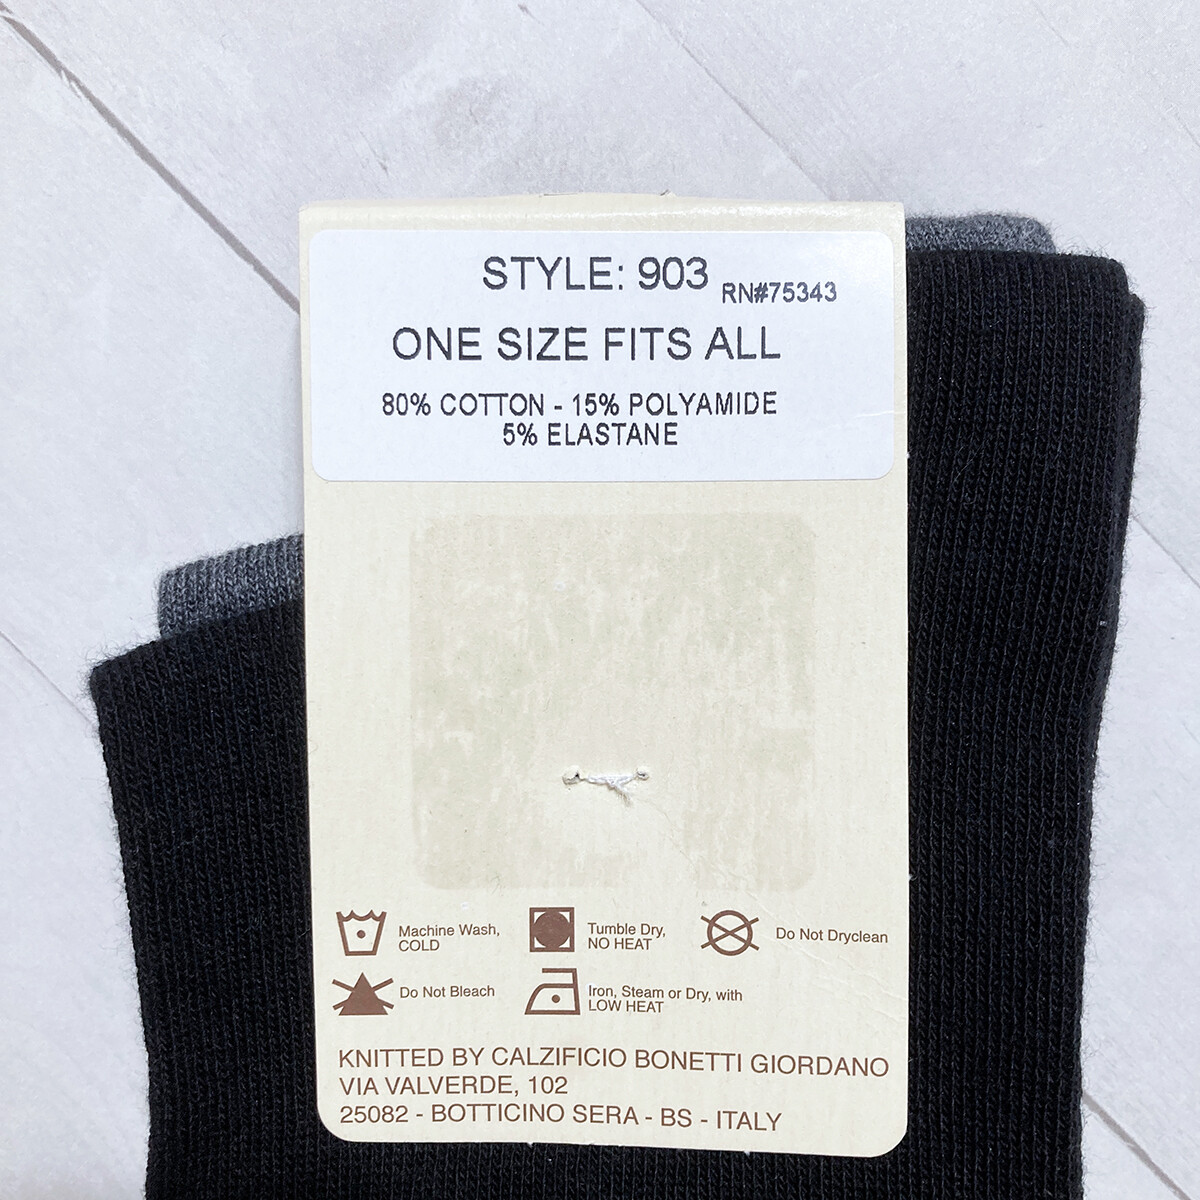 STYLE: 903 RN#75343
ONE SIZE FITS ALL
80% COTTON - 15% POLYAMIDE
5% ELASTANE
Machine Wash,
COLD
Tumble Dry,
NO HEAT
Do Not Dryclean
Do Not Bleach
Iron, Steam or Dry, with
LOW HEAT
KNITTED BY CALZIFICIO BONETTI GIORDANO
VIA VALVERDE, 102
25082 - BOTTICINO SERA - BS - ITALY